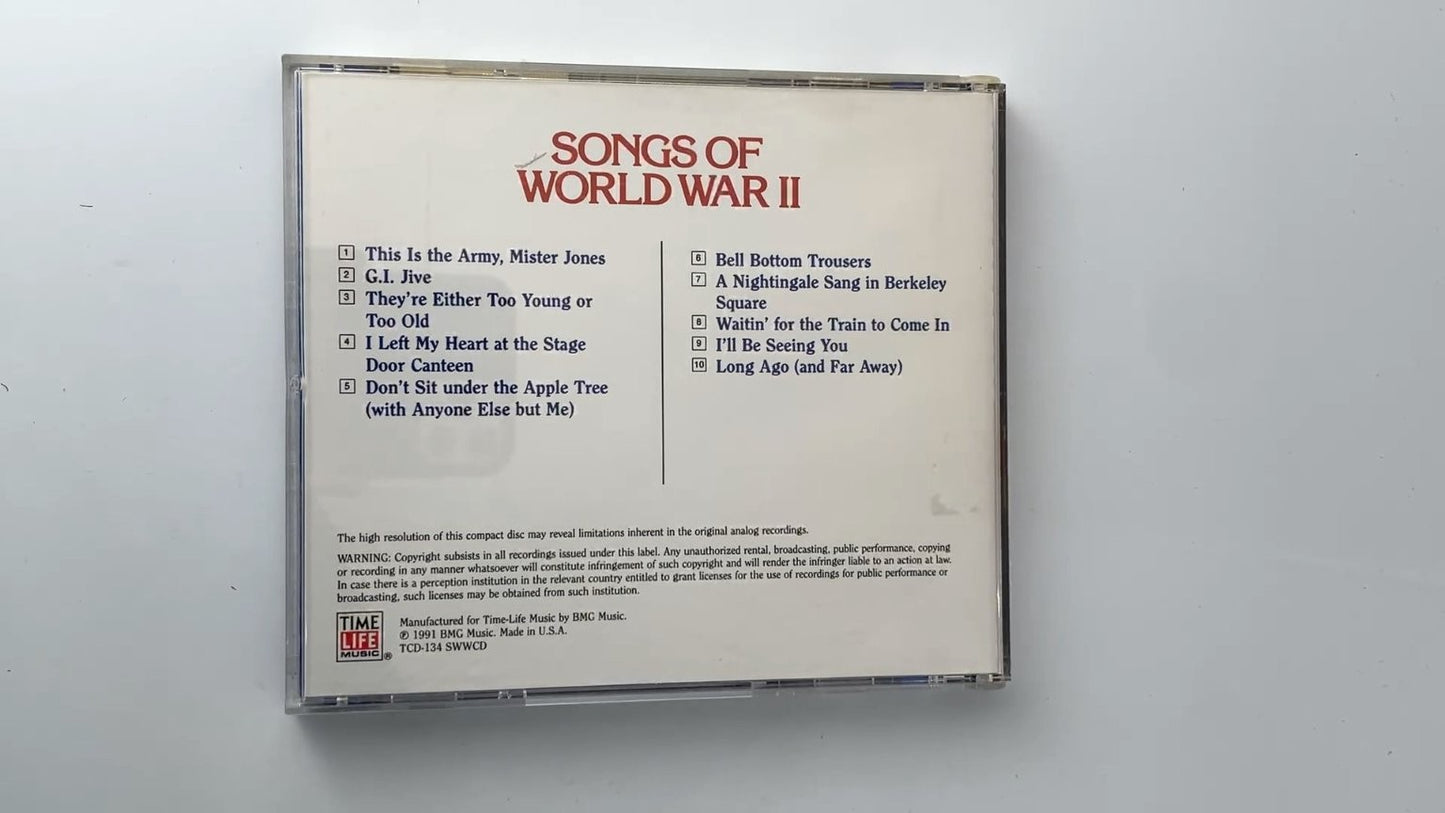 SONGS OF
WORLD WAR II
1 This Is the Army, Mister Jones
2 G.I. Jive
3 They're Either Too Young or
Too Old
4 I Left My Heart at the Stage
Door Canteen
5 Don't Sit under the Apple Tree
(with Anyone Else but Me)
6 Bell Bottom Trousers
7 A Nightingale Sang in Berkeley
Square
8 Waitin' for the Train to Come In
9 I'll Be Seeing You
10 Long Ago (and Far Away)
The high resolution of this compact disc may reveal limitations inherent in the original analog recordings.
WARNING: Copyright subsists in all recordings issued under this label. Any unauthorized rental, broadcasting, public performance, copying
or recording in any manner whatsoever will constitute infringement of such copyright and will render the infringer liable to an action at law.
In case there is a perception institution in the relevant country entitled to grant licenses for the use of recordings for public performance or
broadcasting, such licenses may be obtained from such institution.
TIME
LIFE
MUSIC®
Manufactured for Time-Life Music by BMG Music.
℗ 1991 BMG Music. Made in U.S.A.
TCD-134 SWWCD